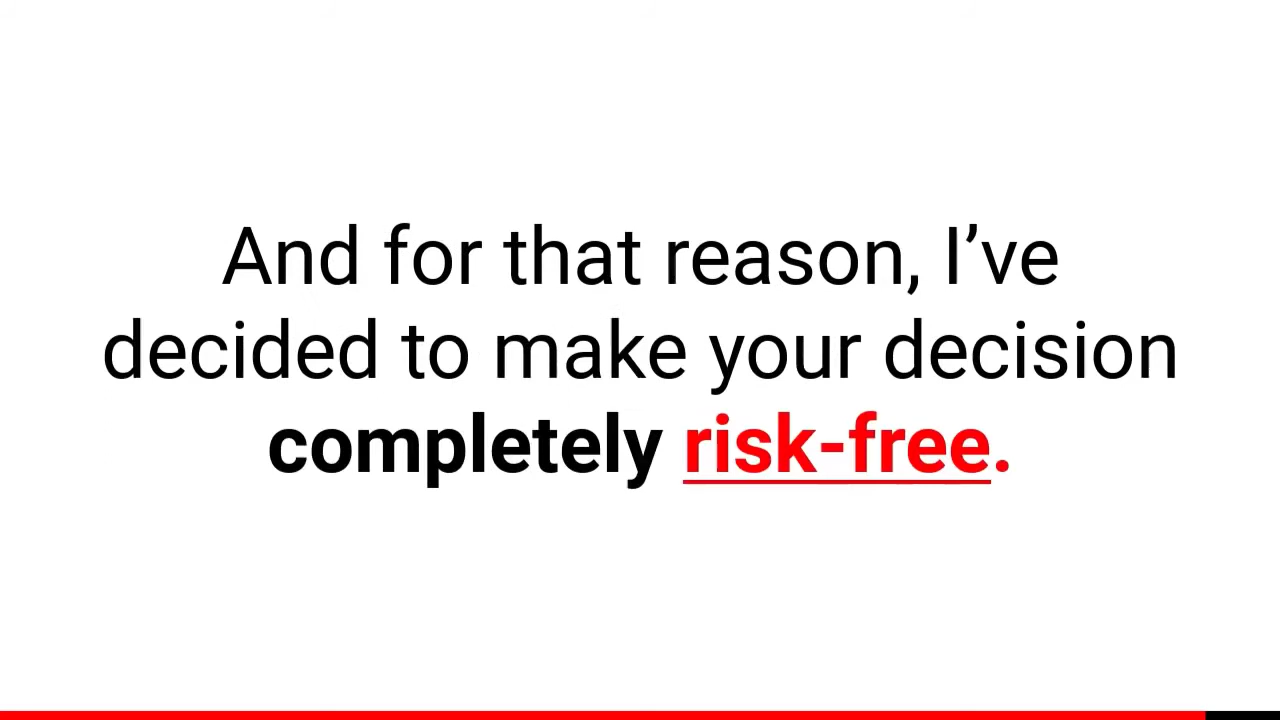 And for that reason, I’ve
decided to make your decision
completely risk-free.